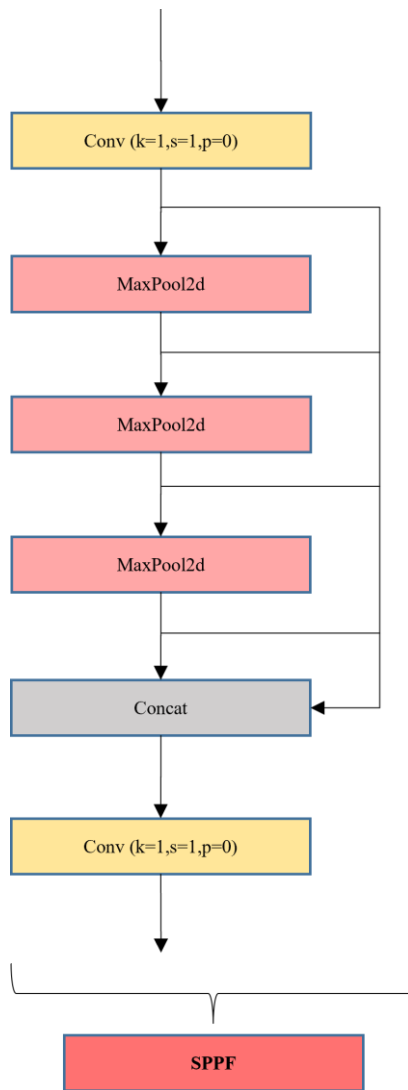 Conv (k=1,s=1,p=0)
MaxPool2d
MaxPool2d
MaxPool2d
Concat
Conv (k=1,s=1,p=0)
SPPF